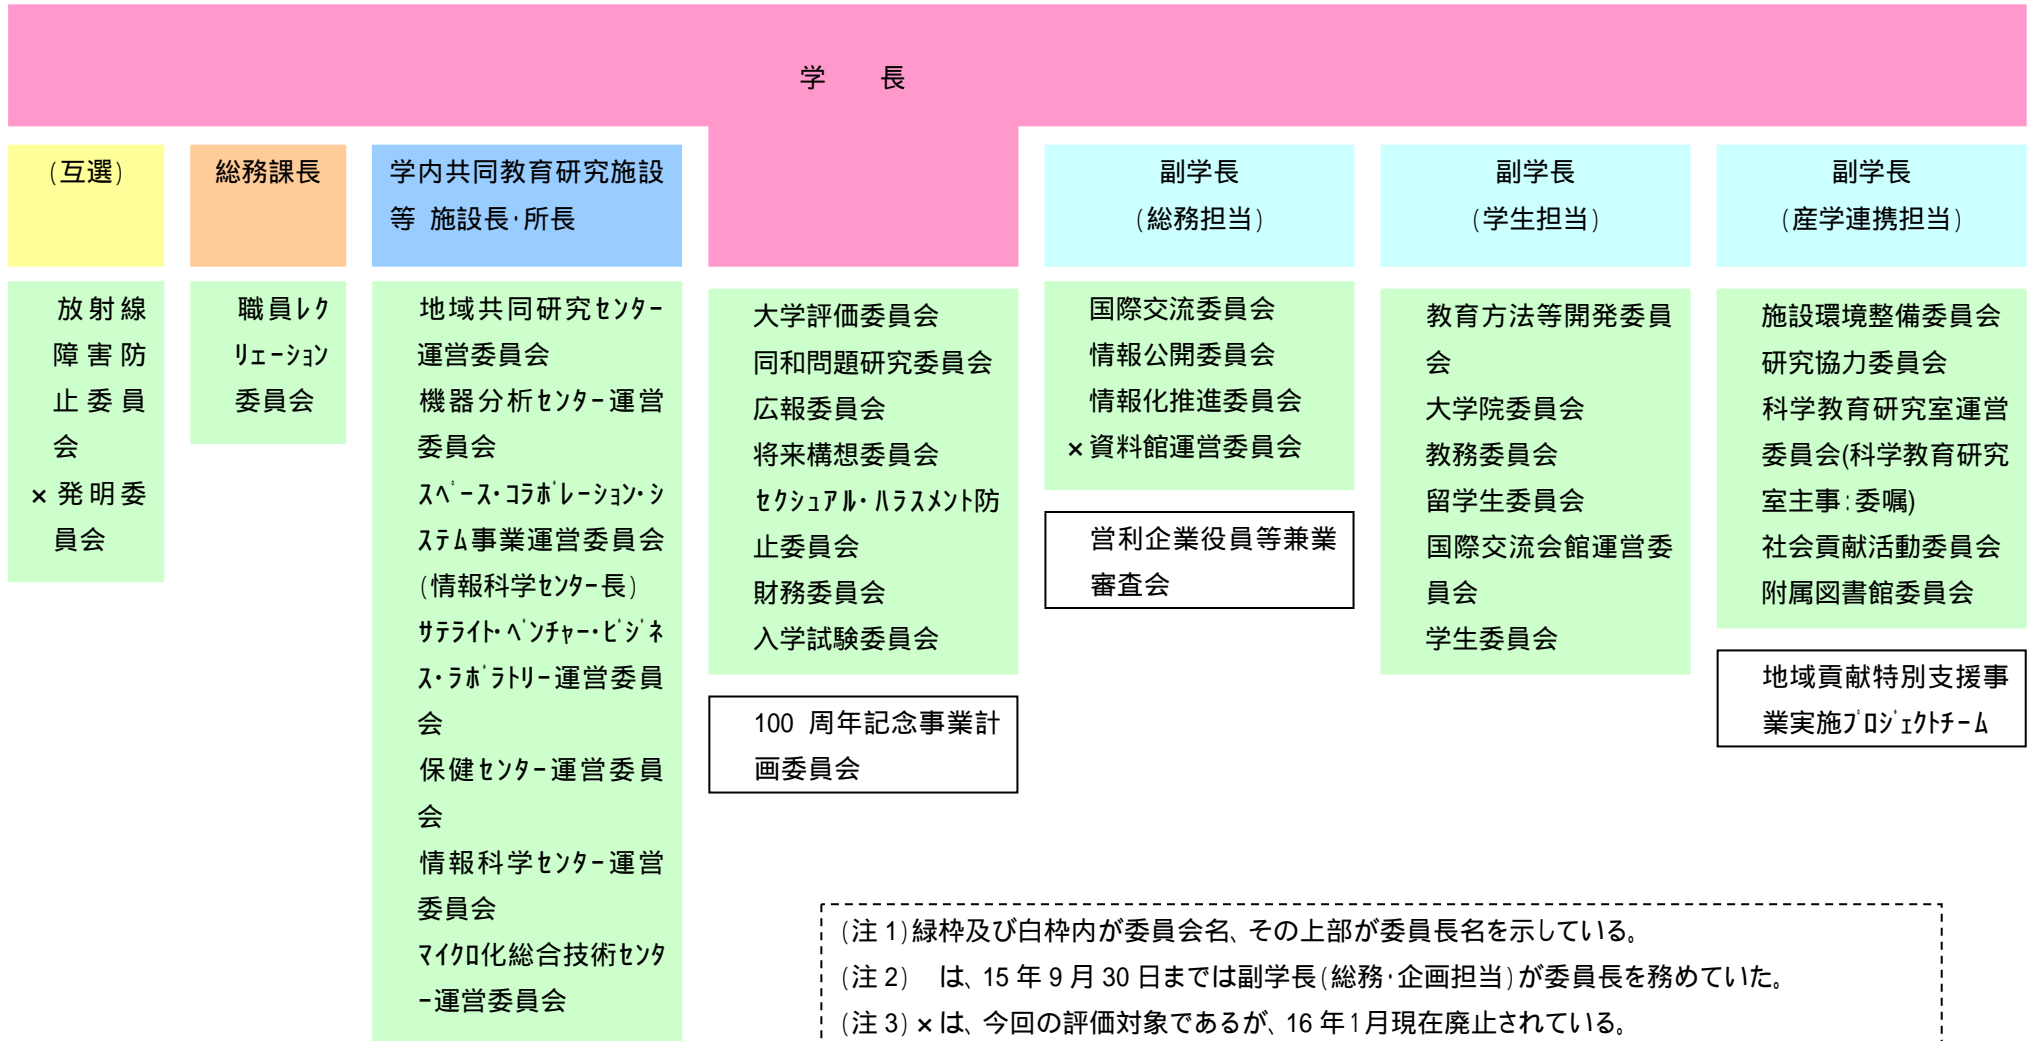 学 長
(互選)
総務課長
学内共同教育研究施設
等 施設長・所長
副学長
(総務担当)
副学長
(学生担当)
副学長
(産学連携担当)
放射線
障害防
止委員
会
×発明委
員会
職員ﾚｸ
ﾘｴｰｼｮﾝ
委員会
地域共同研究ｾﾝﾀｰ
運営委員会
機器分析ｾﾝﾀｰ運営
委員会
ｽﾍﾟｰｽ・ｺﾗﾎﾞﾚｰｼｮﾝ・ｼ
ｽﾃﾑ事業運営委員会
(情報科学ｾﾝﾀｰ長)
ｻﾃﾗｲﾄ・ﾍﾞﾝﾁｬｰ・ﾋﾞｼﾞﾈ
ｽ・ﾗﾎﾞﾗﾄﾘｰ運営委員
会
保健ｾﾝﾀｰ運営委員
会
情報科学ｾﾝﾀｰ運営
委員会
ﾏｲｸﾛ化総合技術ｾﾝﾀ
ｰ運営委員会
大学評価委員会
同和問題研究委員会
広報委員会
将来構想委員会
ｾｸｼｭｱﾙ・ﾊﾗｽﾒﾝﾄ防
止委員会
財務委員会
入学試験委員会
100 周年記念事業計
画委員会
国際交流委員会
情報公開委員会
情報化推進委員会
×資料館運営委員会
営利企業役員等兼業
審査会
教育方法等開発委員
会
大学院委員会
教務委員会
留学生委員会
国際交流会館運営委
員会
学生委員会
施設環境整備委員会
研究協力委員会
科学教育研究室運営
委員会(科学教育研究
室主事:委嘱)
社会貢献活動委員会
附属図書館委員会
地域貢献特別支援事
業実施ﾌﾟﾛｼﾞｪｸﾄﾁｰﾑ
(注 1)緑枠及び白枠内が委員会名、その上部が委員長名を示している。
(注 2) は、15 年 9 月 30 日までは副学長(総務・企画担当)が委員長を務めていた。
(注 3)×は、今回の評価対象であるが、16 年1月現在廃止されている。